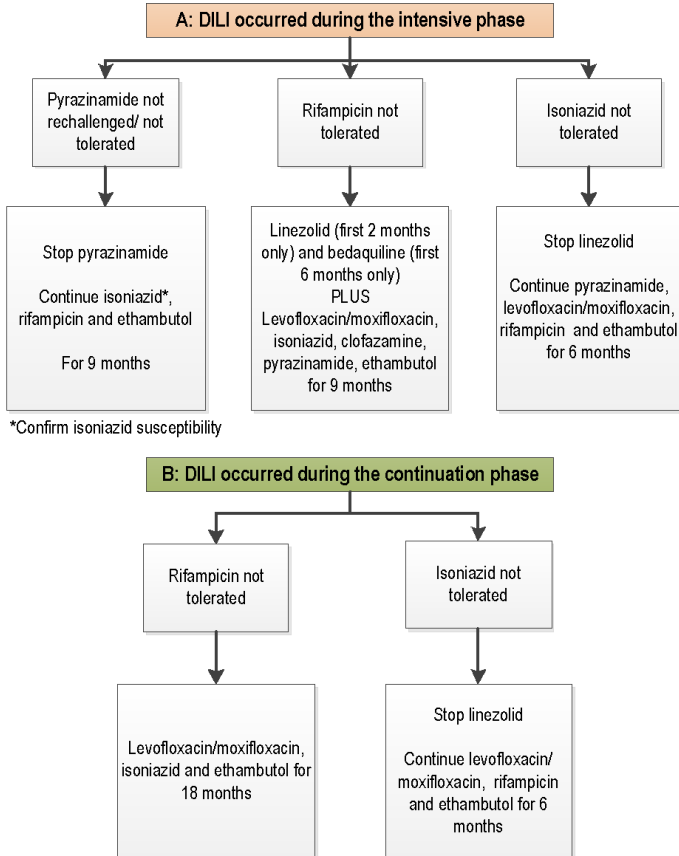 A: DILI occurred during the intensive phase
Pyrazinamide not
rechallenged/ not
tolerated
Rifampicin not
tolerated
Isoniazid not
tolerated
Stop pyrazinamide
Continue isoniazid*,
rifampicin and ethambutol
For 9 months
Linezolid (first 2 months
only) and bedaquiline (first
6 months only)
PLUS
Levofloxacin/moxifloxacin,
isoniazid, clofazamine,
pyrazinamide, ethambutol
for 9 months
Stop linezolid
Continue pyrazinamide,
levofloxacin/moxifloxacin,
rifampicin and ethambutol
for 6 months
*Confirm isoniazid susceptibility
B: DILI occurred during the continuation phase
Rifampicin not
tolerated
Isoniazid not
tolerated
Levofloxacin/moxifloxacin,
isoniazid and ethambutol for
18 months
Stop linezolid
Continue levofloxacin/
moxifloxacin, rifampicin
and ethambutol for 6
months